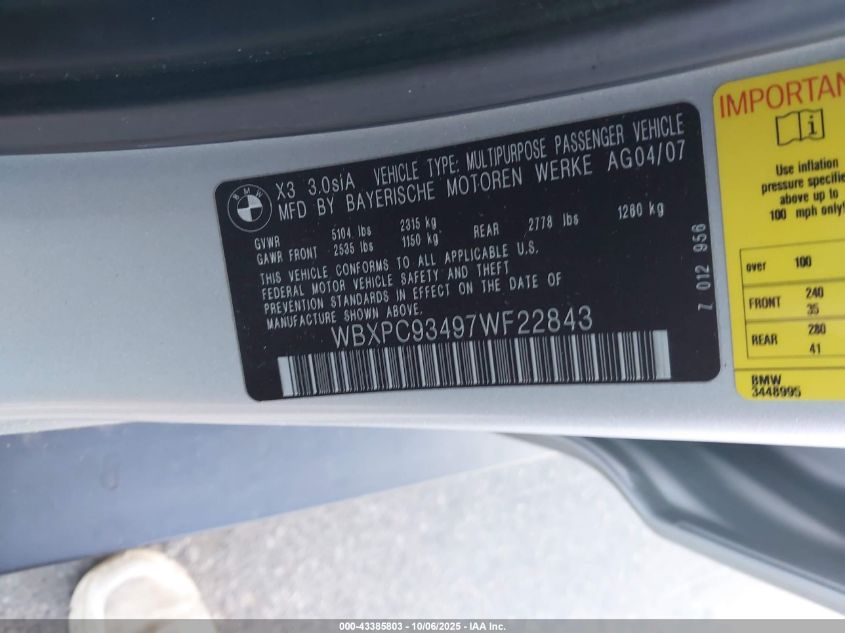 BMW
X3 3.0siA VEHICLE TYPE: MULTIPURPOSE PASSENGER VEHICLE
MFD BY BAYERISCHE MOTOREN WERKE AG04/07
GVWR 5104 lbs 2315 kg
GAWR FRONT 2535 lbs 1150 kg REAR 2778 lbs 1260 kg
THIS VEHICLE CONFORMS TO ALL APPLICABLE U.S.
FEDERAL MOTOR VEHICLE SAFETY AND THEFT
PREVENTION STANDARDS IN EFFECT ON THE DATE OF
MANUFACTURE SHOWN ABOVE.
WBXPC93497WF22843
7 012 956
IMPORTAN
i
Use inflation
pressure specifie
above up to
100 mph only!
over 100
FRONT 240
35
REAR 280
41
BMW
3448995
000-43385803 - 10/06/2025 - IAA Inc.